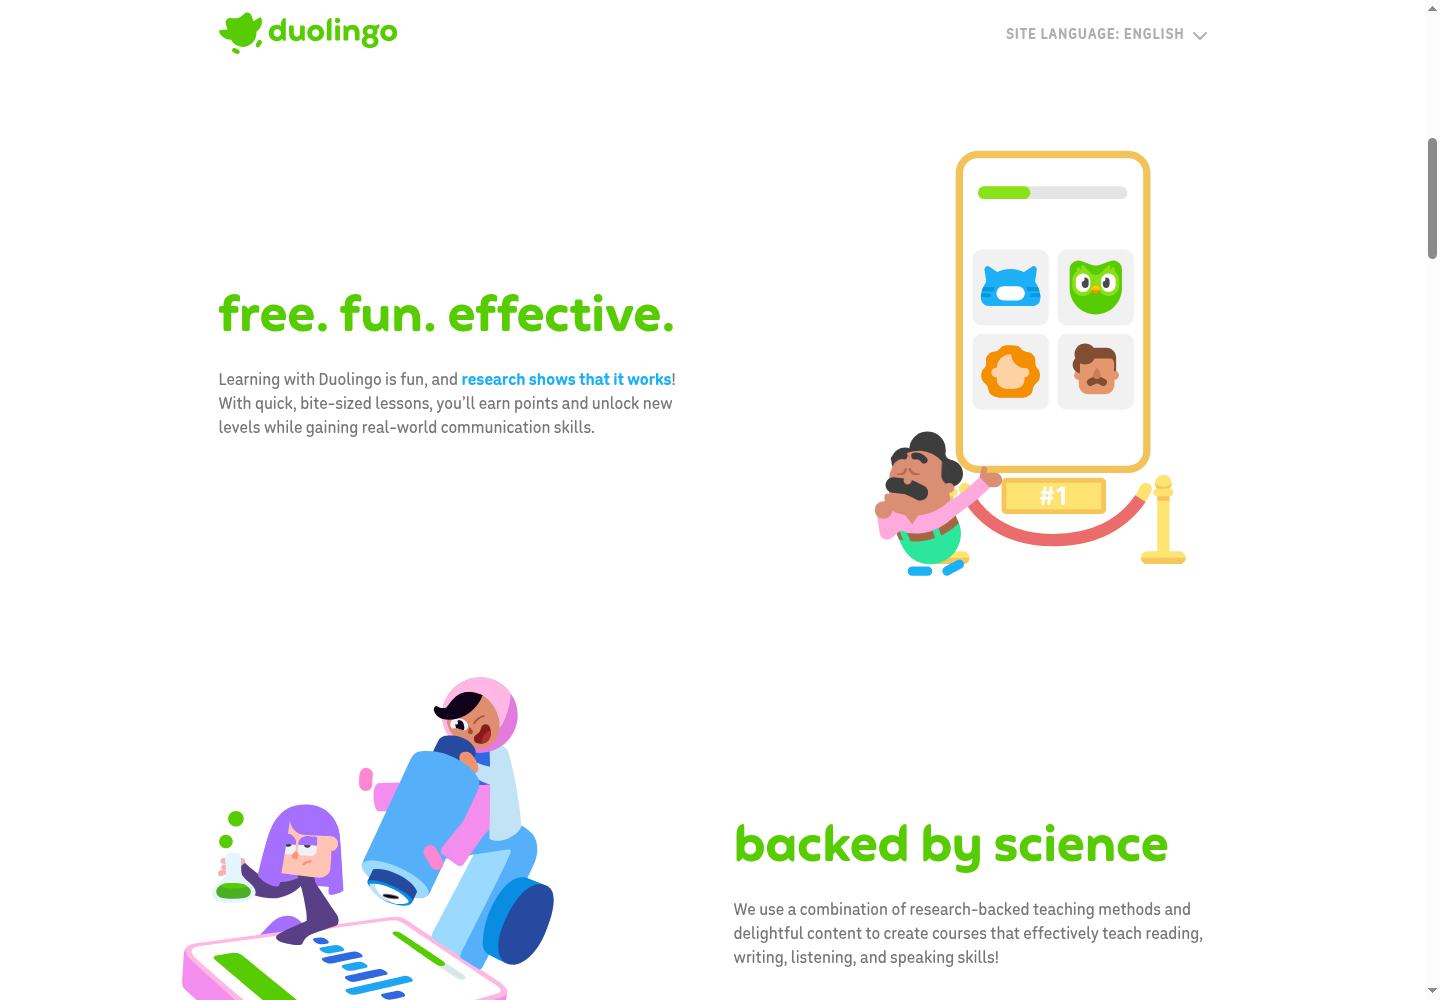 duolingo
SITE LANGUAGE: ENGLISH
free. fun. effective.
Learning with Duolingo is fun, and research shows that it works!
With quick, bite-sized lessons, you’ll earn points and unlock new
levels while gaining real-world communication skills.
#1
backed by science
We use a combination of research-backed teaching methods and
delightful content to create courses that effectively teach reading,
writing, listening, and speaking skills!